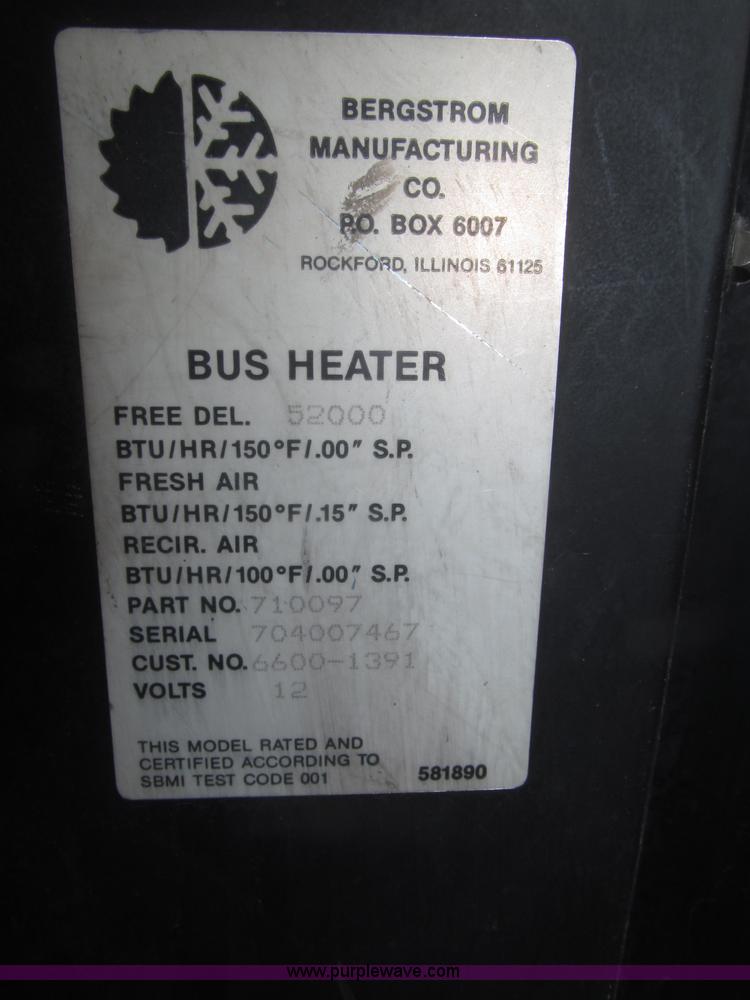 BERGSTROM
MANUFACTURING
CO.
P.O. BOX 6007
ROCKFORD, ILLINOIS 61125
BUS HEATER
FREE DEL. 52000
BTU/HR/150°F/.00" S.P.
FRESH AIR
BTU/HR/150°F/.15" S.P.
RECIR. AIR
BTU/HR/100°F/.00" S.P.
PART NO. 710097
SERIAL 704007467
CUST. NO. 6600-1391
VOLTS 12
THIS MODEL RATED AND
CERTIFIED ACCORDING TO
SBMI TEST CODE 001 581890
www.purplewave.com